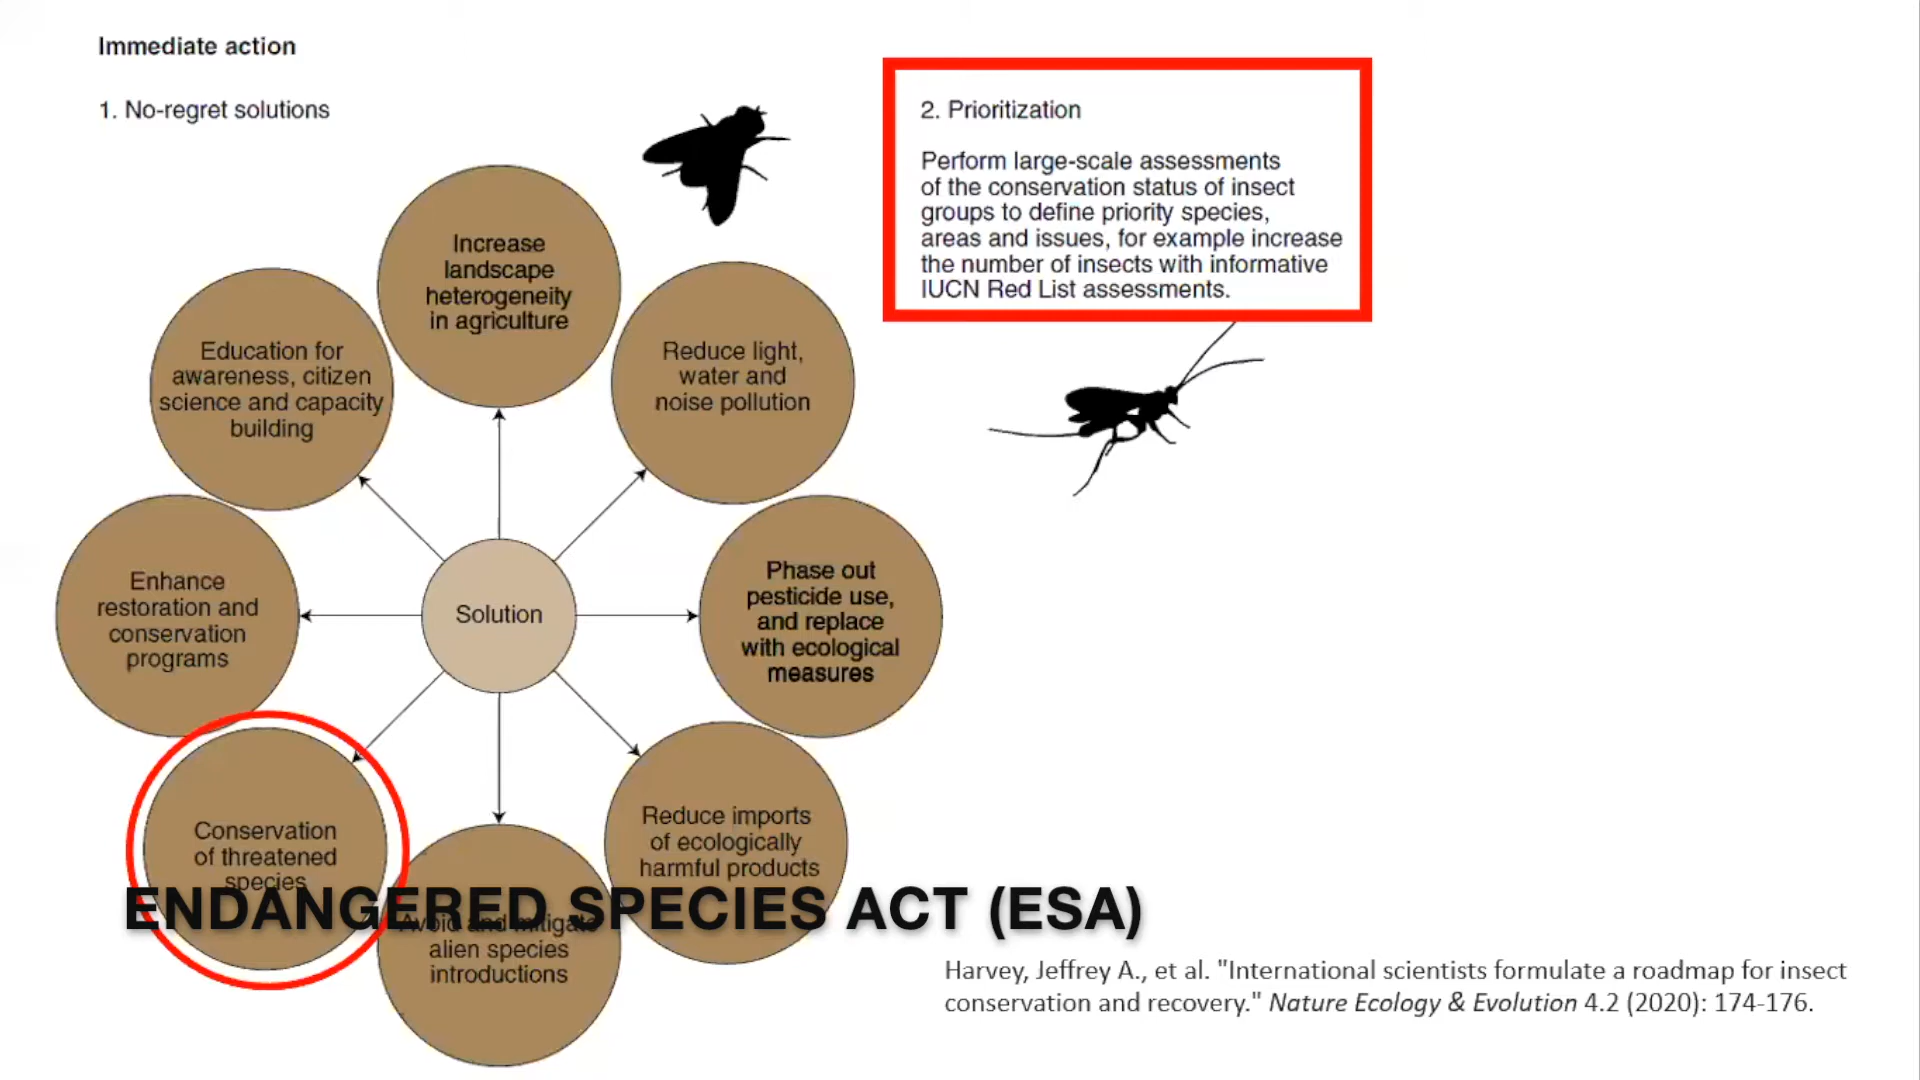 Immediate action
1. No-regret solutions
Increase
landscape
heterogeneity
in agriculture
Reduce light,
water and
noise pollution
Phase out
pesticide use,
and replace
with ecological
measures
Reduce imports
of ecologically
harmful products
Avoid and mitigate
alien species
introductions
Conservation
of threatened
species
Enhance
restoration and
conservation
programs
Education for
awareness, citizen
science and capacity
building
Solution
2. Prioritization
Perform large-scale assessments
of the conservation status of insect
groups to define priority species,
areas and issues, for example increase
the number of insects with informative
IUCN Red List assessments.
ENDANGERED SPECIES ACT (ESA)
Harvey, Jeffrey A., et al. "International scientists formulate a roadmap for insect
conservation and recovery." Nature Ecology & Evolution 4.2 (2020): 174-176.